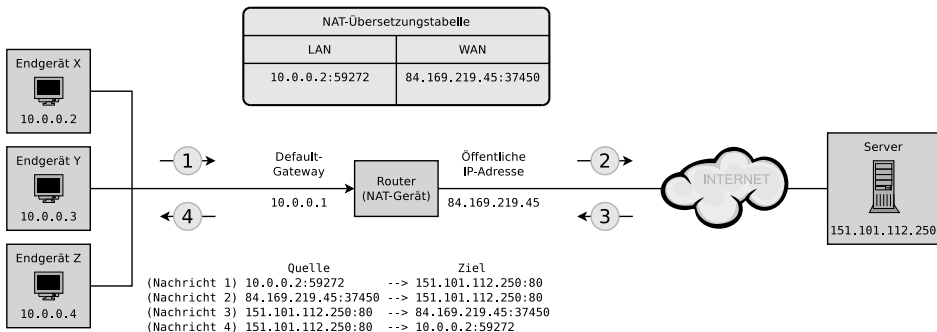 NAT-Übersetzungstabelle
LAN WAN
10.0.0.2:59272 84.169.219.45:37450
Endgerät X
10.0.0.2
Endgerät Y
10.0.0.3
Endgerät Z
10.0.0.4
1
4
Default-
Gateway
10.0.0.1
Router
(NAT-Gerät)
Öffentliche
IP-Adresse
84.169.219.45
2
3
INTERNET
Server
151.101.112.250
Quelle Ziel
(Nachricht 1) 10.0.0.2:59272 --> 151.101.112.250:80
(Nachricht 2) 84.169.219.45:37450 --> 151.101.112.250:80
(Nachricht 3) 151.101.112.250:80 --> 84.169.219.45:37450
(Nachricht 4) 151.101.112.250:80 --> 10.0.0.2:59272